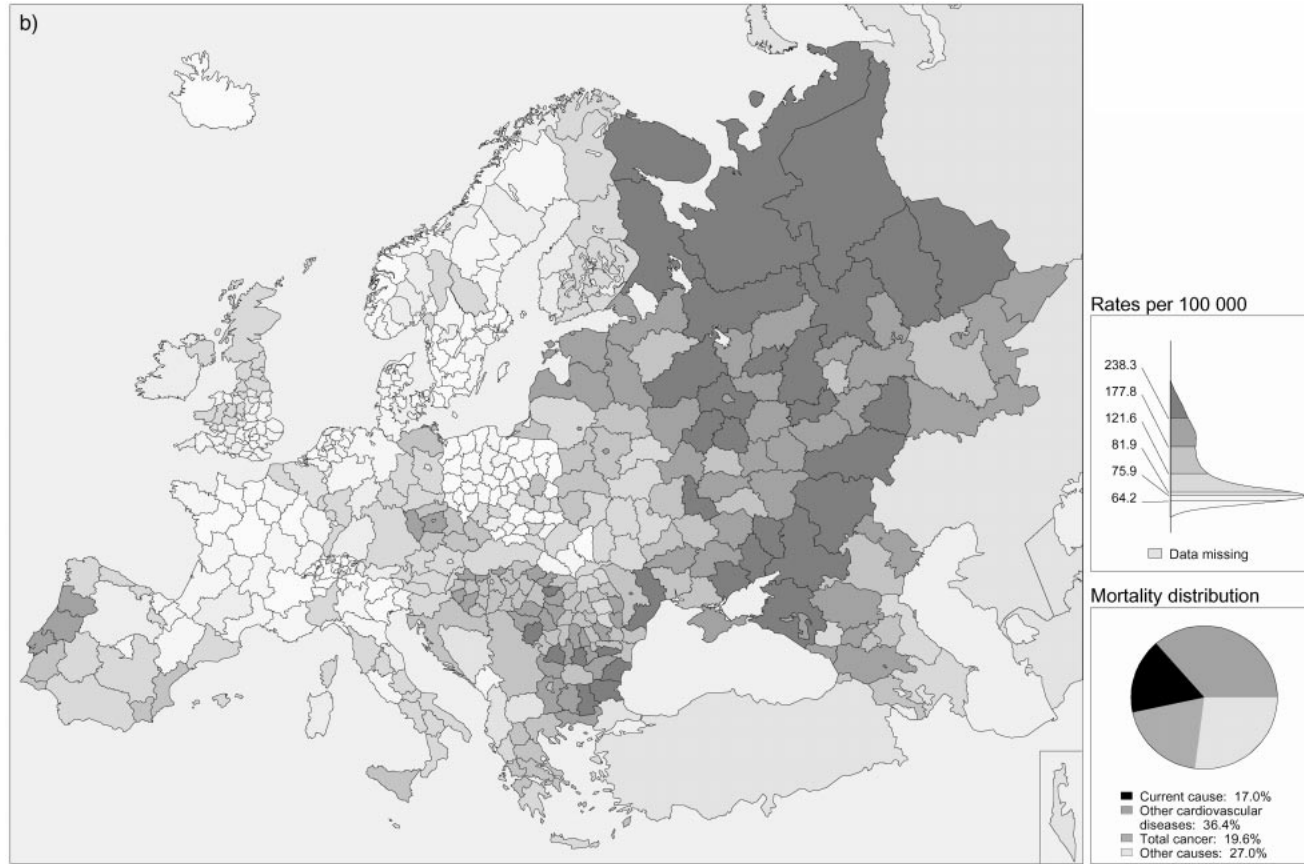 b)
Rates per 100 000
238.3
177.8
121.6
81.9
75.9
64.2
Data missing
Mortality distribution
Current cause: 17.0%
Other cardiovascular
diseases: 36.4%
Total cancer: 19.6%
Other causes: 27.0%